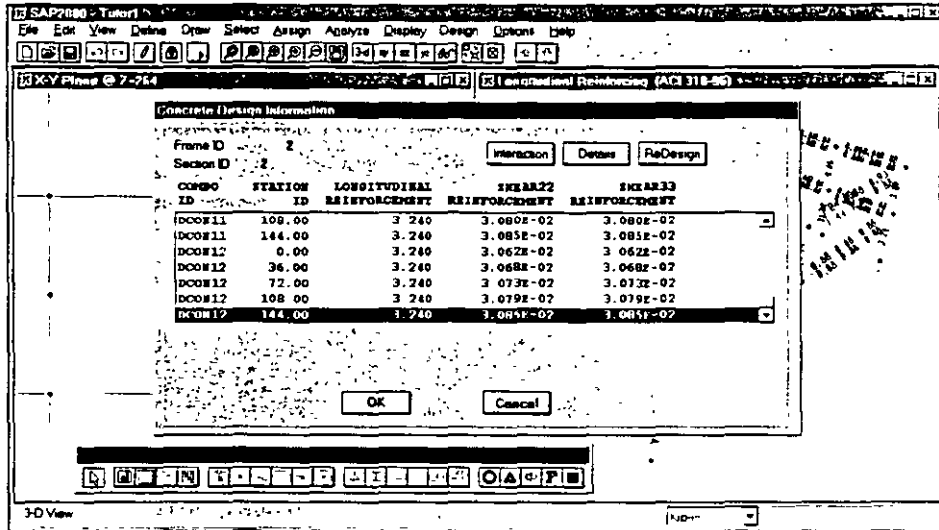 SAP2000 - Tutor1
File Edit View Define Draw Select Assign Analyze Display Design Options Help
X-Y Plane @ Z=264
Longitudinal Reinforcing (ACI 318-95)
Concrete Design Information
Frame ID 2
Section ID 2
Interaction Details ReDesign
COMBO STATION LONGITUDINAL SHEAR22 SHEAR33
ID ID REINFORCEMENT REINFORCEMENT REINFORCEMENT
DCON11 108.00 3.240 3.080E-02 3.080E-02
DCON11 144.00 3.240 3.085E-02 3.085E-02
DCON12 0.00 3.240 3.062E-02 3.062E-02
DCON12 36.00 3.240 3.068E-02 3.068E-02
DCON12 72.00 3.240 3.073E-02 3.073E-02
DCON12 108.00 3.240 3.079E-02 3.079E-02
DCON12 144.00 3.240 3.085E-02 3.085E-02
OK Cancel
3-D View